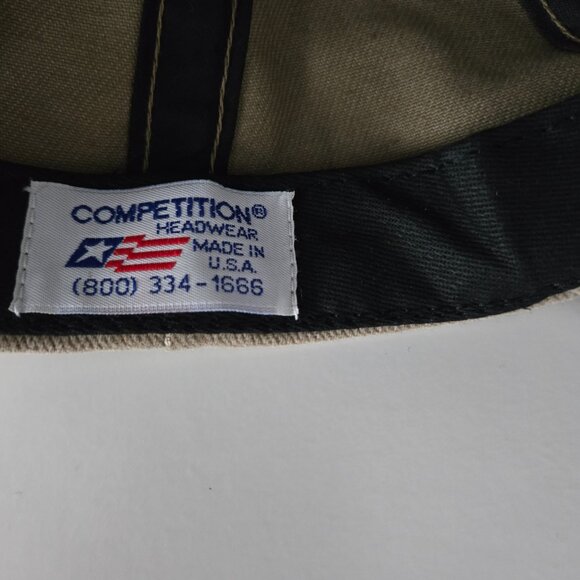 COMPETITION®
HEADWEAR
MADE IN
U.S.A.
(800) 334-1666